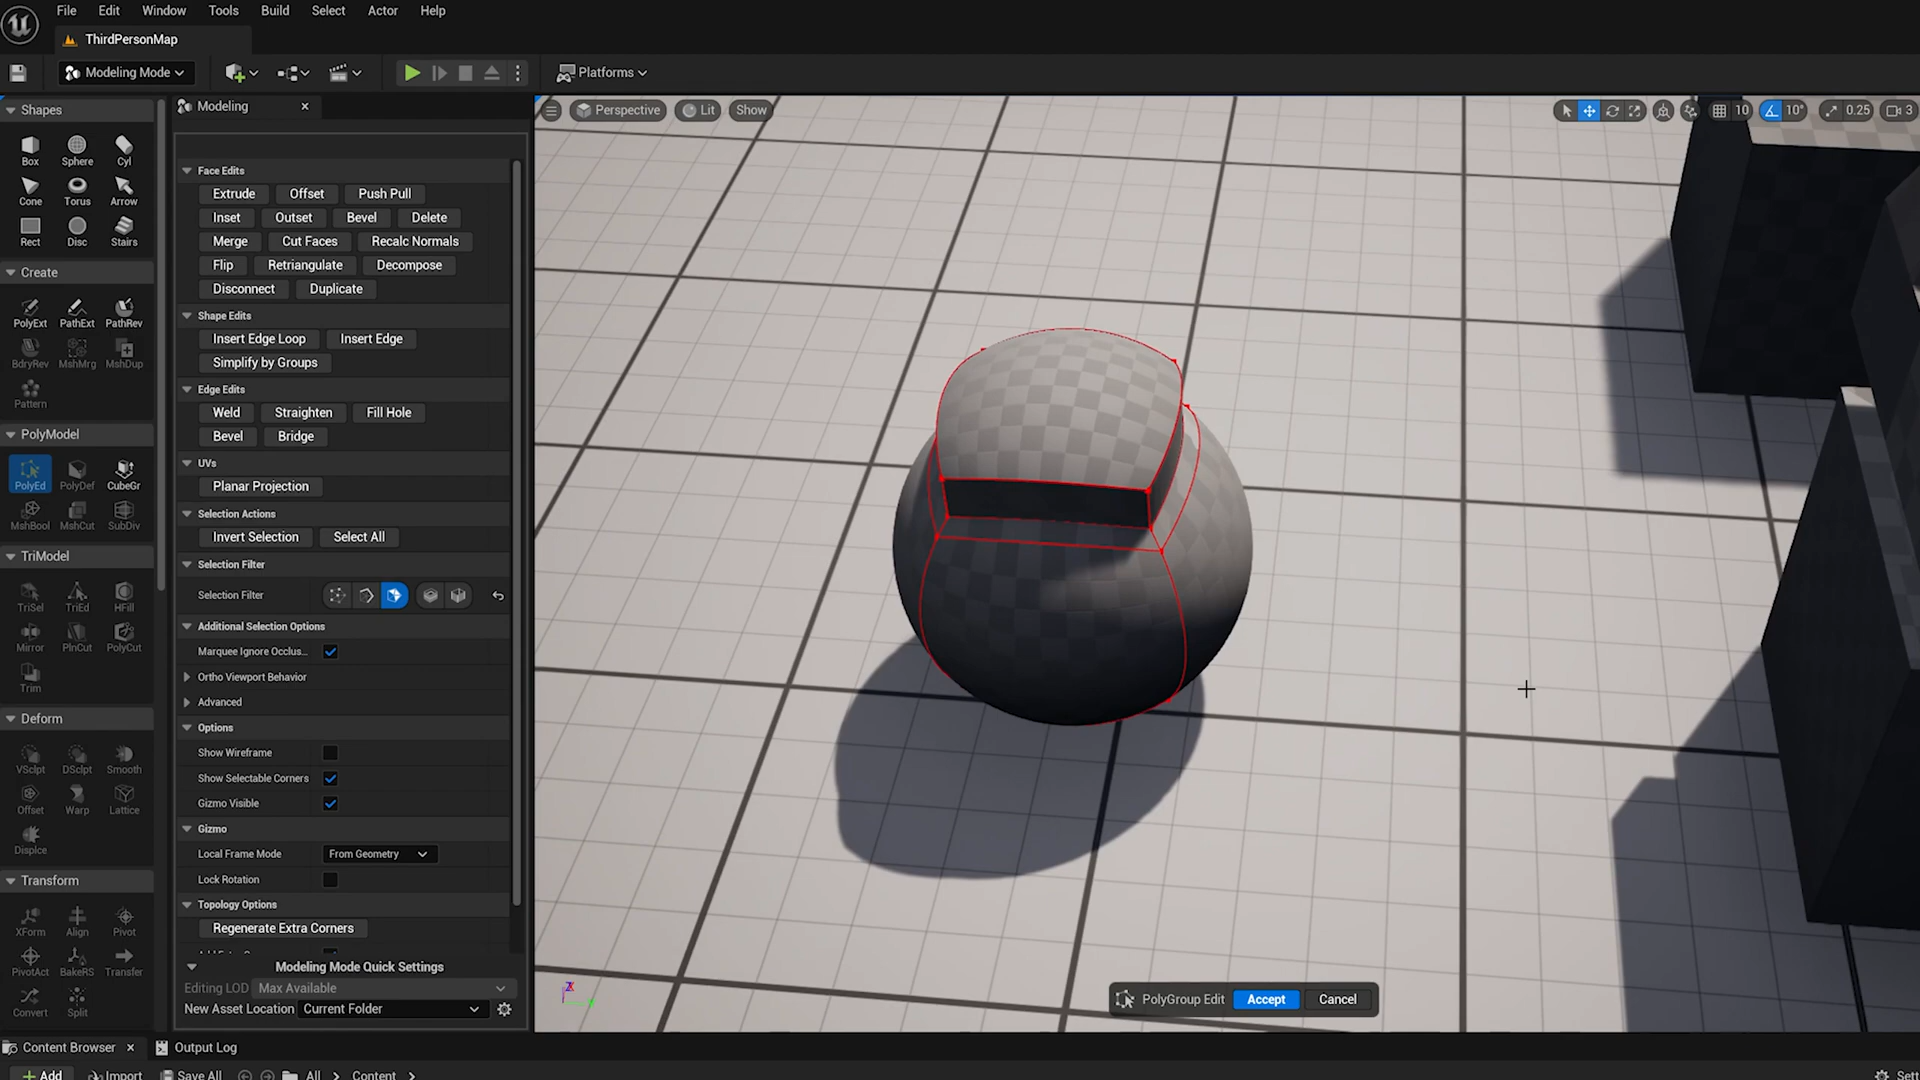 File Edit Window Tools Build Select Actor Help
ThirdPersonMap
Modeling Mode Platforms
Shapes
Box Sphere Cyl
Cone Torus Arrow
Rect Disc Stairs
Create
PolyExt PathExt PathRev
BdryRev MshMrg MshDup
Pattern
PolyModel
PolyEd PolyDef CubeGr
MshBool MshCut SubDiv
TriModel
TriSel TriEd HFill
Mirror PlnCut PolyCut
Trim
Deform
VSclpt DSclpt Smooth
Offset Warp Lattice
Displce
Transform
XForm Align Pivot
PivotAct BakeRS Transfer
Convert Split
Modeling
Face Edits
Extrude Offset Push Pull
Inset Outset Bevel Delete
Merge Cut Faces Recalc Normals
Flip Retriangulate Decompose
Disconnect Duplicate
Shape Edits
Insert Edge Loop Insert Edge
Simplify by Groups
Edge Edits
Weld Straighten Fill Hole
Bevel Bridge
UVs
Planar Projection
Selection Actions
Invert Selection Select All
Selection Filter
Selection Filter
Additional Selection Options
Marquee Ignore Occlus...
Ortho Viewport Behavior
Advanced
Options
Show Wireframe
Show Selectable Corners
Gizmo Visible
Gizmo
Local Frame Mode From Geometry
Lock Rotation
Topology Options
Regenerate Extra Corners
Modeling Mode Quick Settings
Editing LOD Max Available
New Asset Location Current Folder
Perspective Lit Show
10 10° 0.25 3
PolyGroup Edit Accept Cancel
Content Browser Output Log
Add Import Save All All Content